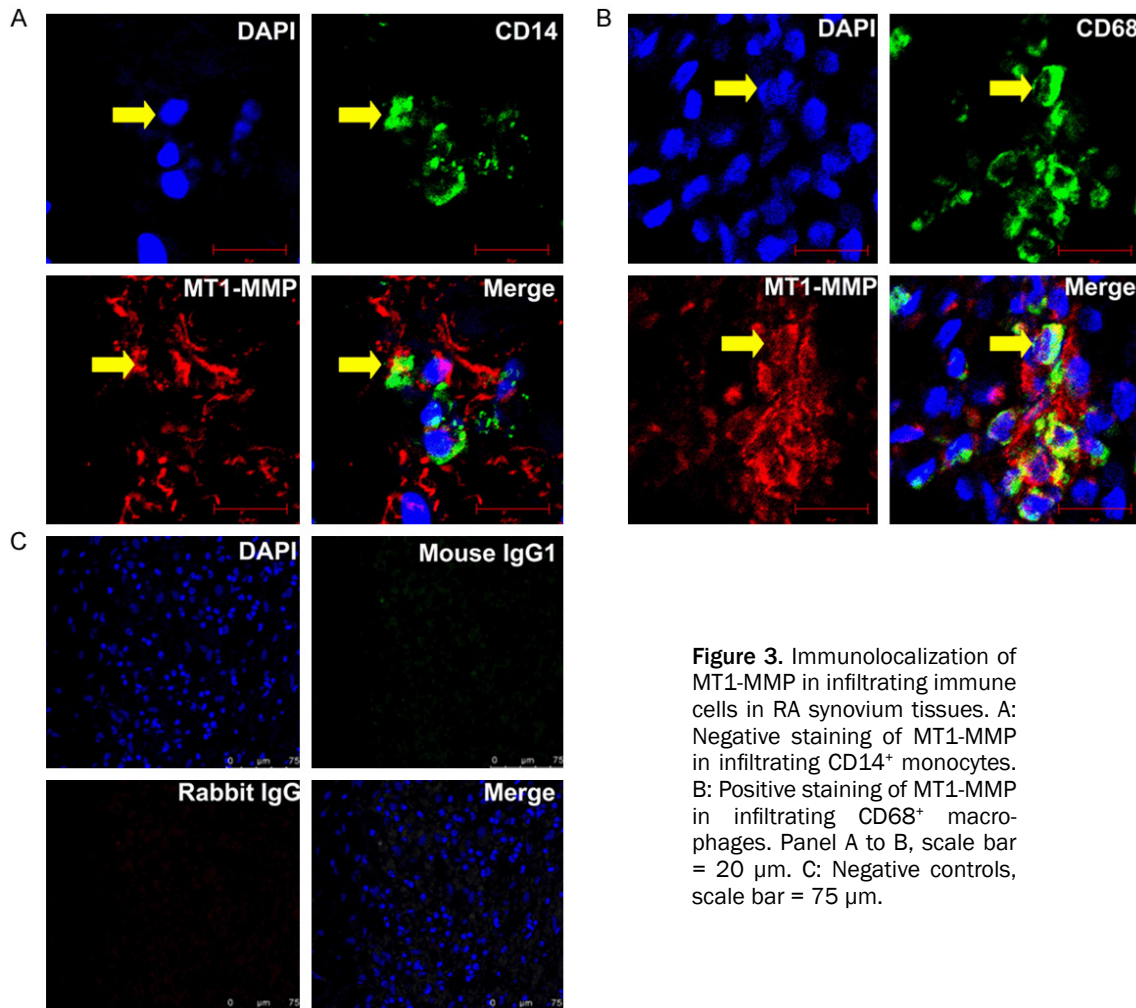 A
DAPI
CD14
MT1-MMP
Merge
B
DAPI
CD68
MT1-MMP
Merge
C
DAPI
Mouse IgG1
0 µm 75
0 µm 75
Rabbit IgG
Merge
0 µm 75
0 µm 75
Figure 3. Immunolocalization of
MT1-MMP in infiltrating immune
cells in RA synovium tissues. A:
Negative staining of MT1-MMP
in infiltrating CD14⁺ monocytes.
B: Positive staining of MT1-MMP
in infiltrating CD68⁺ macro-
phages. Panel A to B, scale bar
= 20 µm. C: Negative controls,
scale bar = 75 µm.